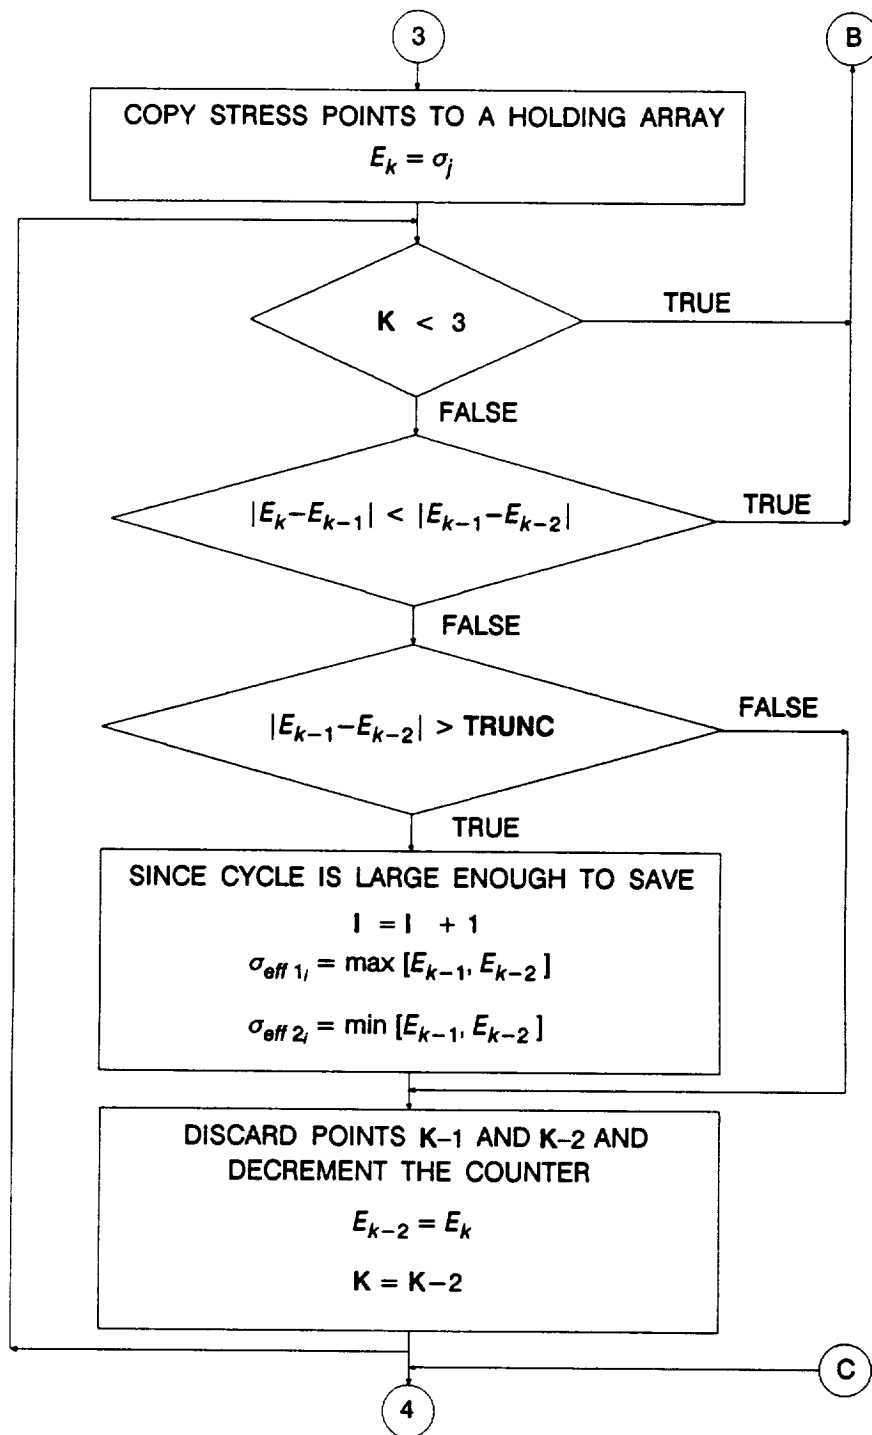 3
B
COPY STRESS POINTS TO A HOLDING ARRAY
E_k = σ_j
K < 3
TRUE
FALSE
|E_k−E_{k−1}| < |E_{k−1}−E_{k−2}|
TRUE
FALSE
|E_{k−1}−E_{k−2}| > TRUNC
FALSE
TRUE
SINCE CYCLE IS LARGE ENOUGH TO SAVE
I = I + 1
σ_{eff 1_i} = max [E_{k−1}, E_{k−2}]
σ_{eff 2_i} = min [E_{k−1}, E_{k−2}]
DISCARD POINTS K−1 AND K−2 AND
DECREMENT THE COUNTER
E_{k−2} = E_k
K = K−2
C
4